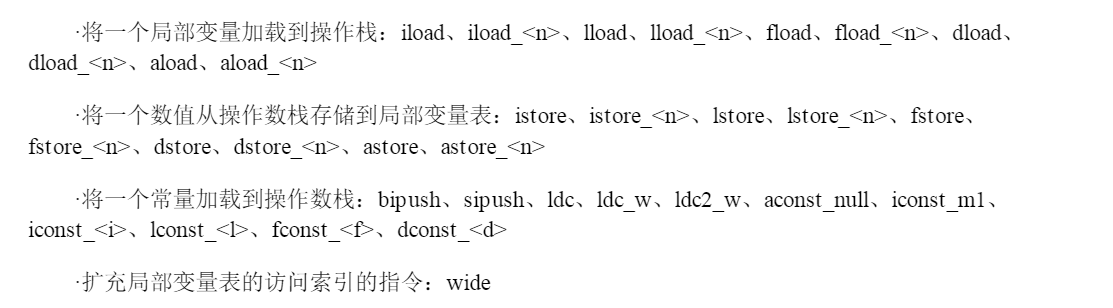 ·将一个局部变量加载到操作栈：iload、iload_<n>、lload、lload_<n>、fload、fload_<n>、dload、
dload_<n>、aload、aload_<n>
·将一个数值从操作数栈存储到局部变量表：istore、istore_<n>、lstore、lstore_<n>、fstore、
fstore_<n>、dstore、dstore_<n>、astore、astore_<n>
·将一个常量加载到操作数栈：bipush、sipush、ldc、ldc_w、ldc2_w、aconst_null、iconst_m1、
iconst_<i>、lconst_<l>、fconst_<f>、dconst_<d>
·扩充局部变量表的访问索引的指令：wide